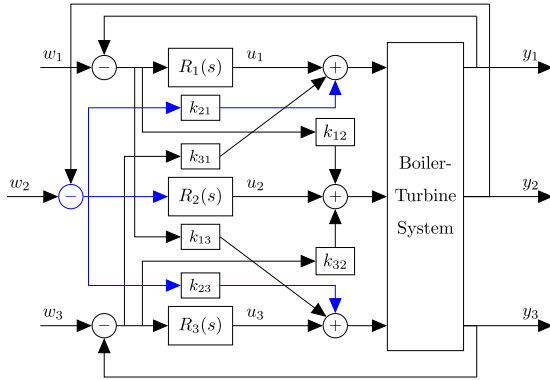 w₁ − R₁(s) u₁ + y₁
k₂₁
k₁₂
k₃₁
Boiler-
Turbine
System
w₂ − R₂(s) u₂ + y₂
k₁₃
k₃₂
k₂₃
w₃ − R₃(s) u₃ + y₃